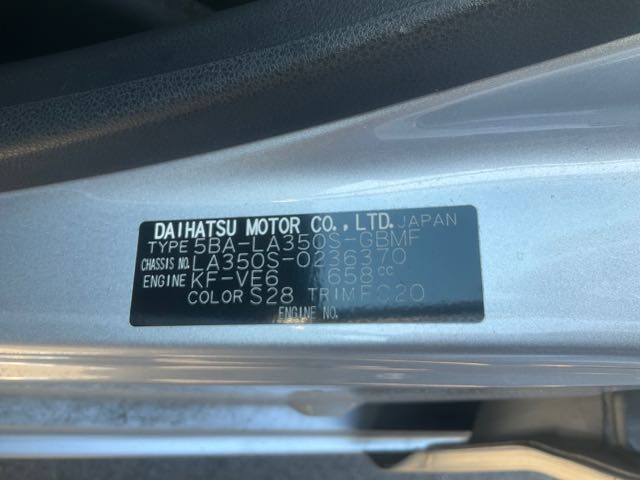 DAIHATSU MOTOR CO., LTD. JAPAN
TYPE 5BA-LA350S-GBMF
CHASSIS NO. LA350S-0236370
ENGINE KF-VE6 658cc
COLOR S28 TRIM FC20
ENGINE NO.